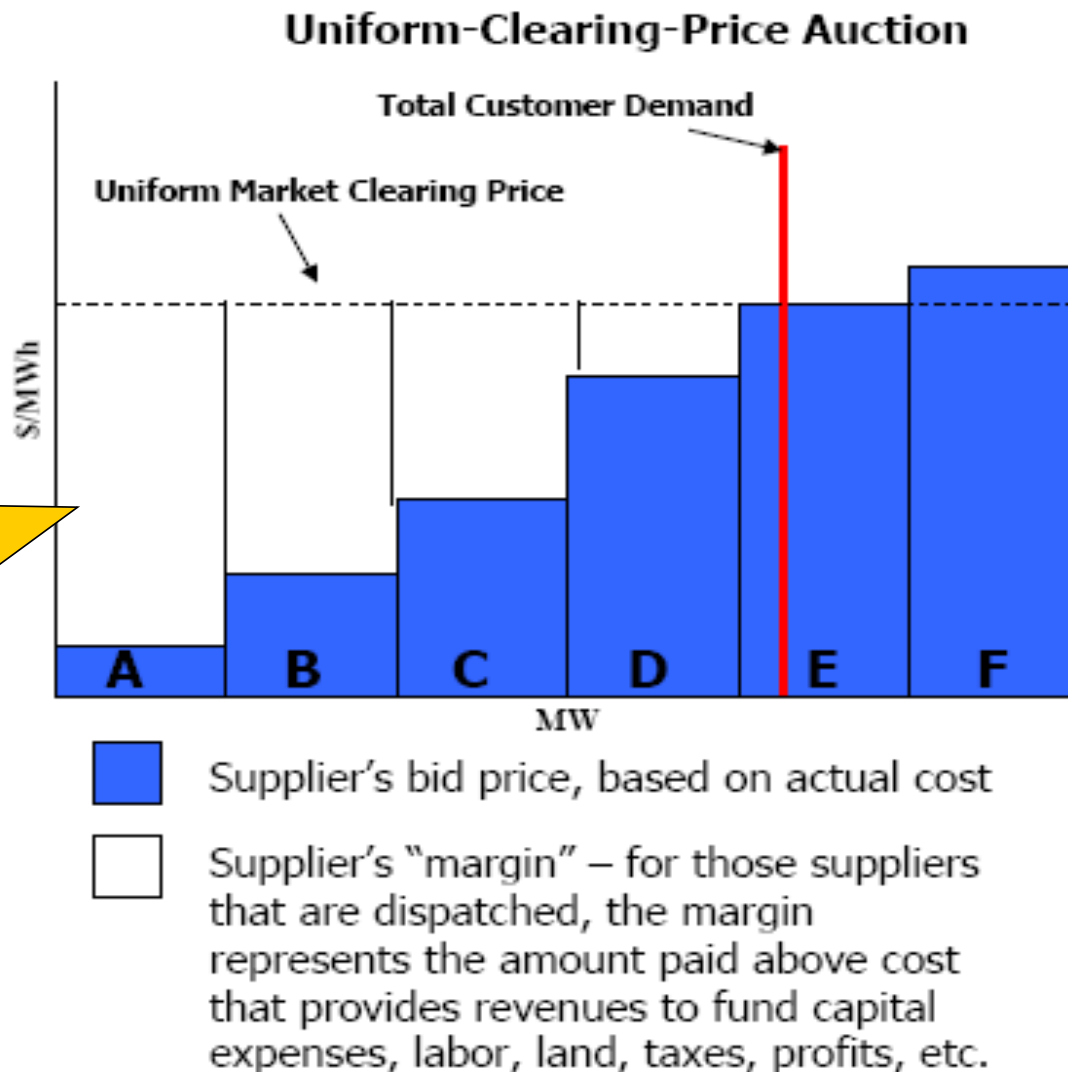 Uniform-Clearing-Price Auction
Total Customer Demand
Uniform Market Clearing Price
$/MWh
A B C D E F
MW
Supplier’s bid price, based on actual cost
Supplier’s “margin” – for those suppliers
that are dispatched, the margin
represents the amount paid above cost
that provides revenues to fund capital
expenses, labor, land, taxes, profits, etc.